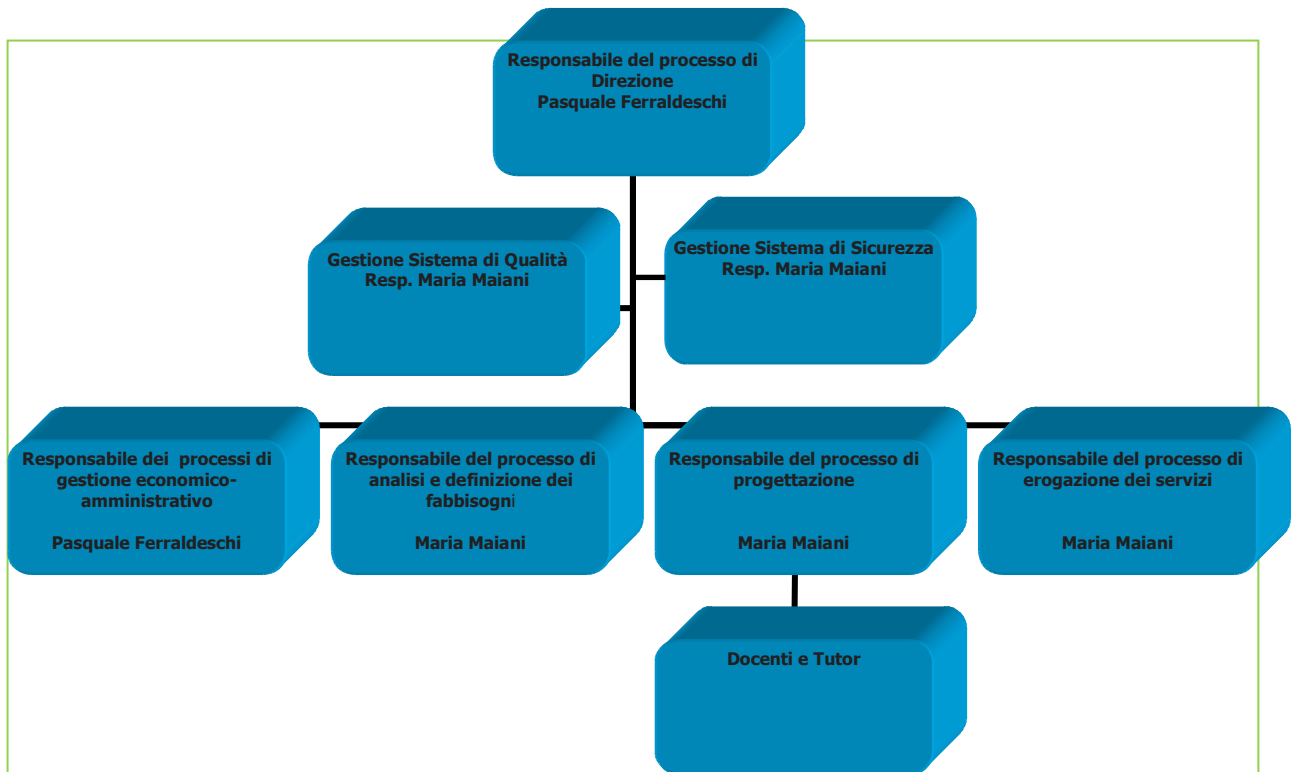 Responsabile del processo di
Direzione
Pasquale Ferraldeschi
Gestione Sistema di Qualità
Resp. Maria Maiani
Gestione Sistema di Sicurezza
Resp. Maria Maiani
Responsabile dei  processi di
gestione economico-
amministrativo
Pasquale Ferraldeschi
Responsabile del processo di
analisi e definizione dei
fabbisogni
Maria Maiani
Responsabile del processo di
progettazione
Maria Maiani
Responsabile del processo di
erogazione dei servizi
Maria Maiani
Docenti e Tutor